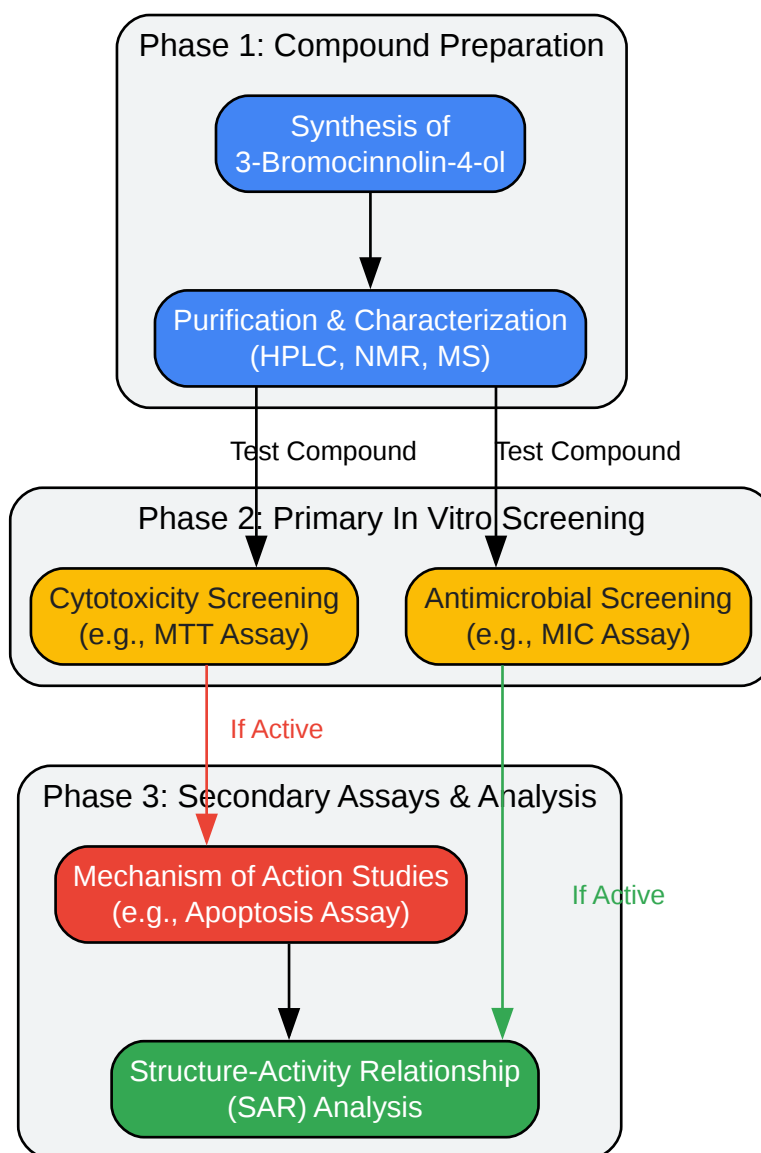 Phase 1: Compound Preparation
Synthesis of
3-Bromocinnolin-4-ol
Purification & Characterization
(HPLC, NMR, MS)
Test Compound
Test Compound
Phase 2: Primary In Vitro Screening
Cytotoxicity Screening
(e.g., MTT Assay)
Antimicrobial Screening
(e.g., MIC Assay)
If Active
Phase 3: Secondary Assays & Analysis
Mechanism of Action Studies
(e.g., Apoptosis Assay)
If Active
Structure-Activity Relationship
(SAR) Analysis